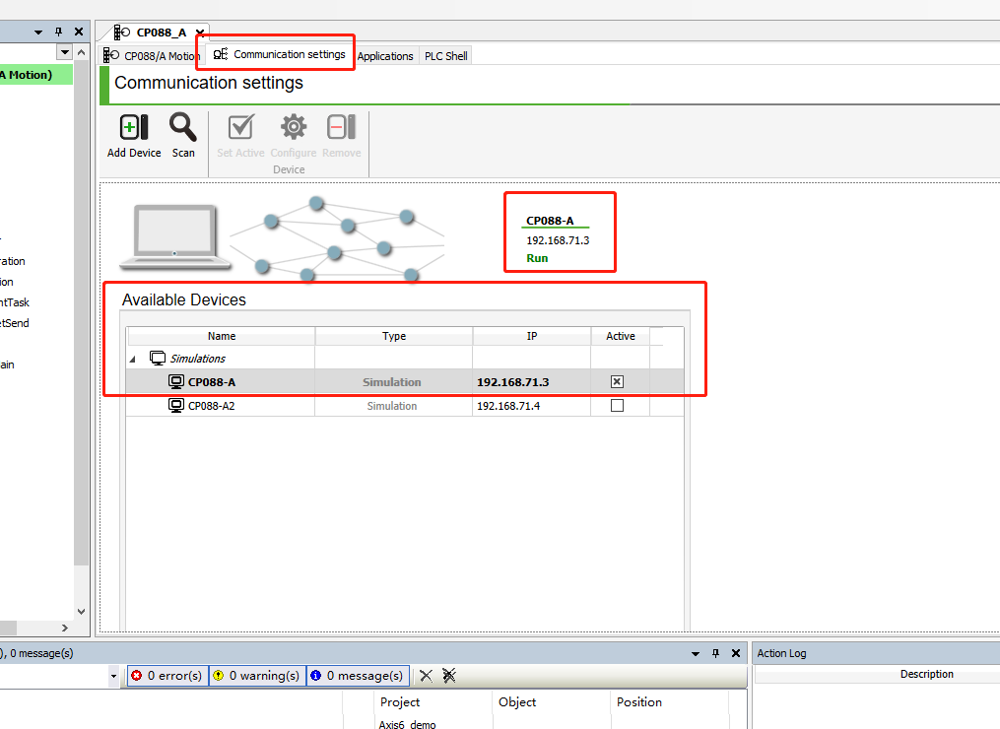 CP088_A
CP088/A Motion
Communication settings
Applications
PLC Shell
A Motion)
Communication settings
Add Device
Scan
Set Active
Configure
Remove
Device
CP088-A
192.168.71.3
Run
ration
ion
ntTask
etSend
ain
Available Devices
Name Type IP Active
Simulations
CP088-A Simulation 192.168.71.3
CP088-A2 Simulation 192.168.71.4
), 0 message(s)
Action Log
0 error(s) 0 warning(s) 0 message(s)
Description
Project Object Position
Axis6_demo